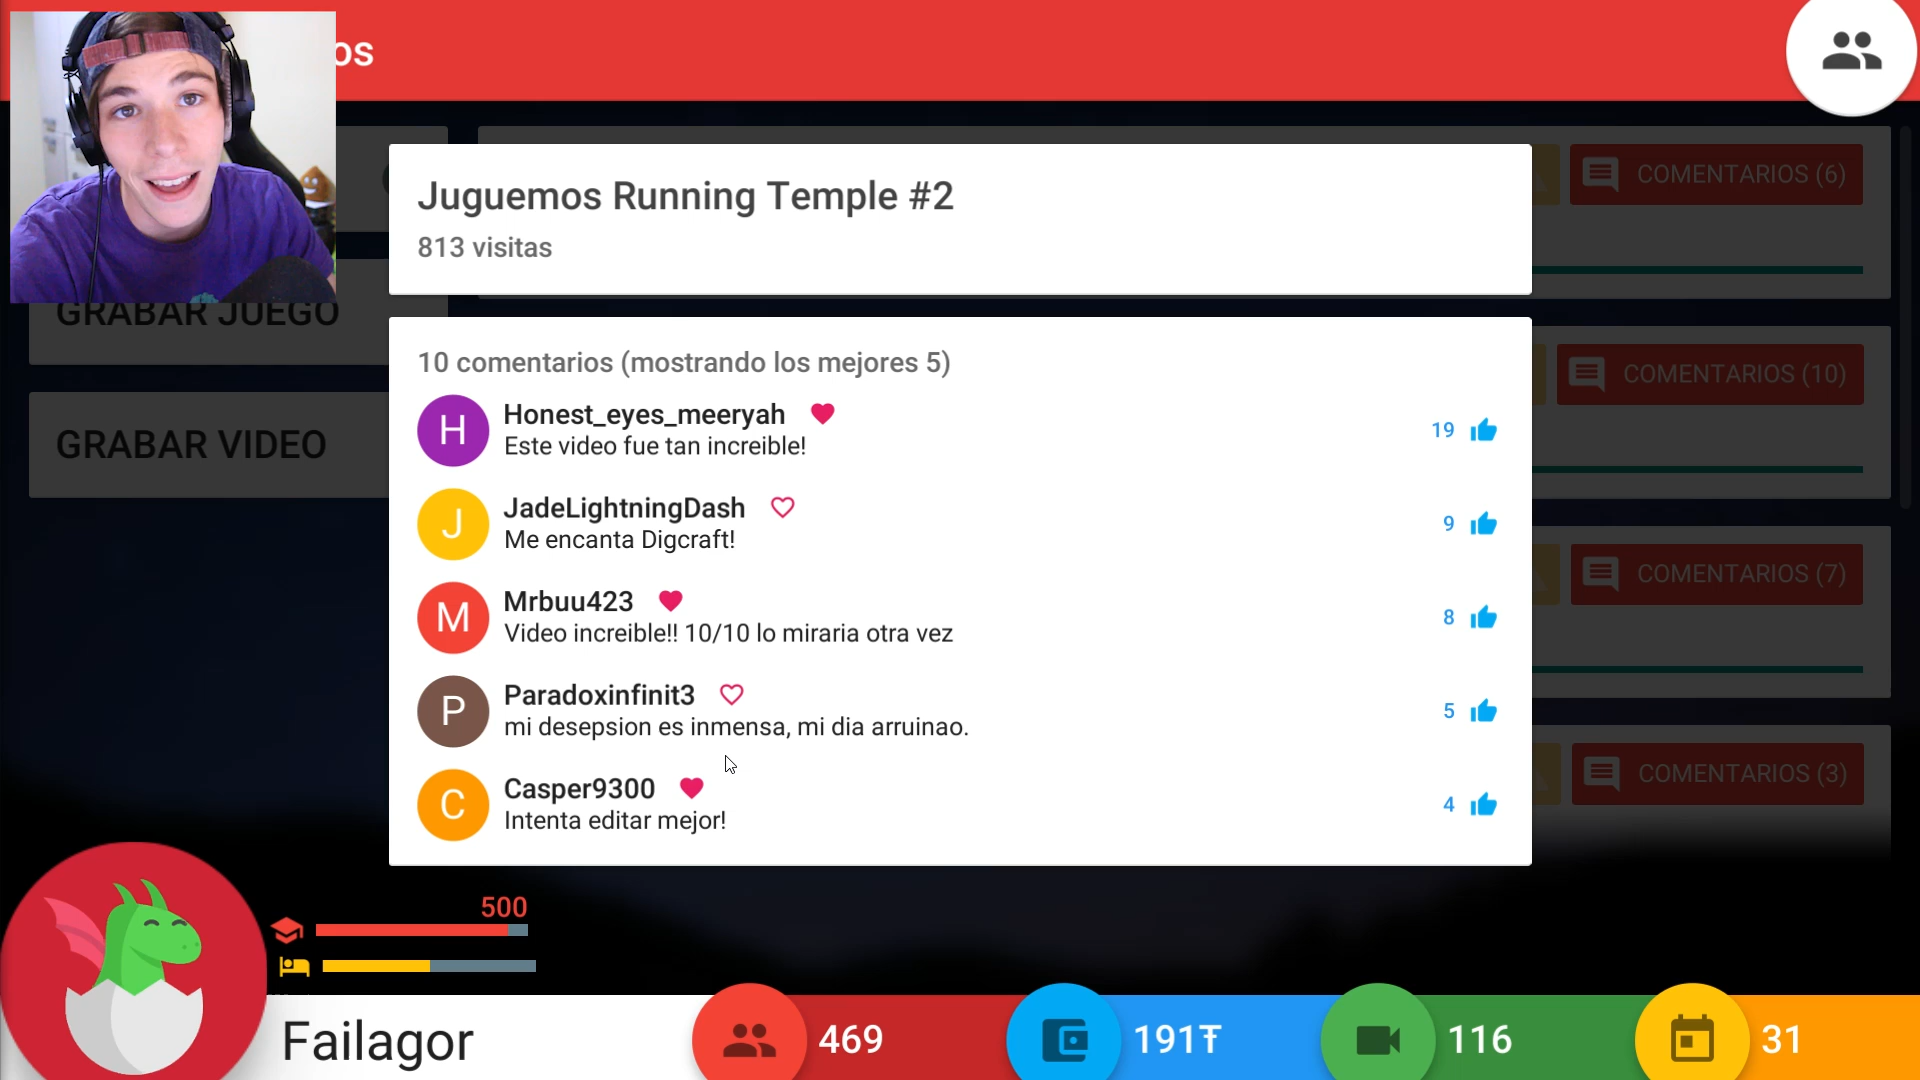 os
Juguemos Running Temple #2
813 visitas
COMENTARIOS (6)
GRABAR JUEGO
10 comentarios (mostrando los mejores 5)
COMENTARIOS (10)
H
Honest_eyes_meeryah
Este video fue tan increible!
19
GRABAR VIDEO
J
JadeLightningDash
Me encanta Digcraft!
9
COMENTARIOS (7)
M
Mrbuu423
Video increible!! 10/10 lo miraria otra vez
8
P
Paradoxinfinit3
mi desepsion es inmensa, mi dia arruinao.
5
COMENTARIOS (3)
C
Casper9300
Intenta editar mejor!
4
500
Failagor
469
191Ŧ
116
31